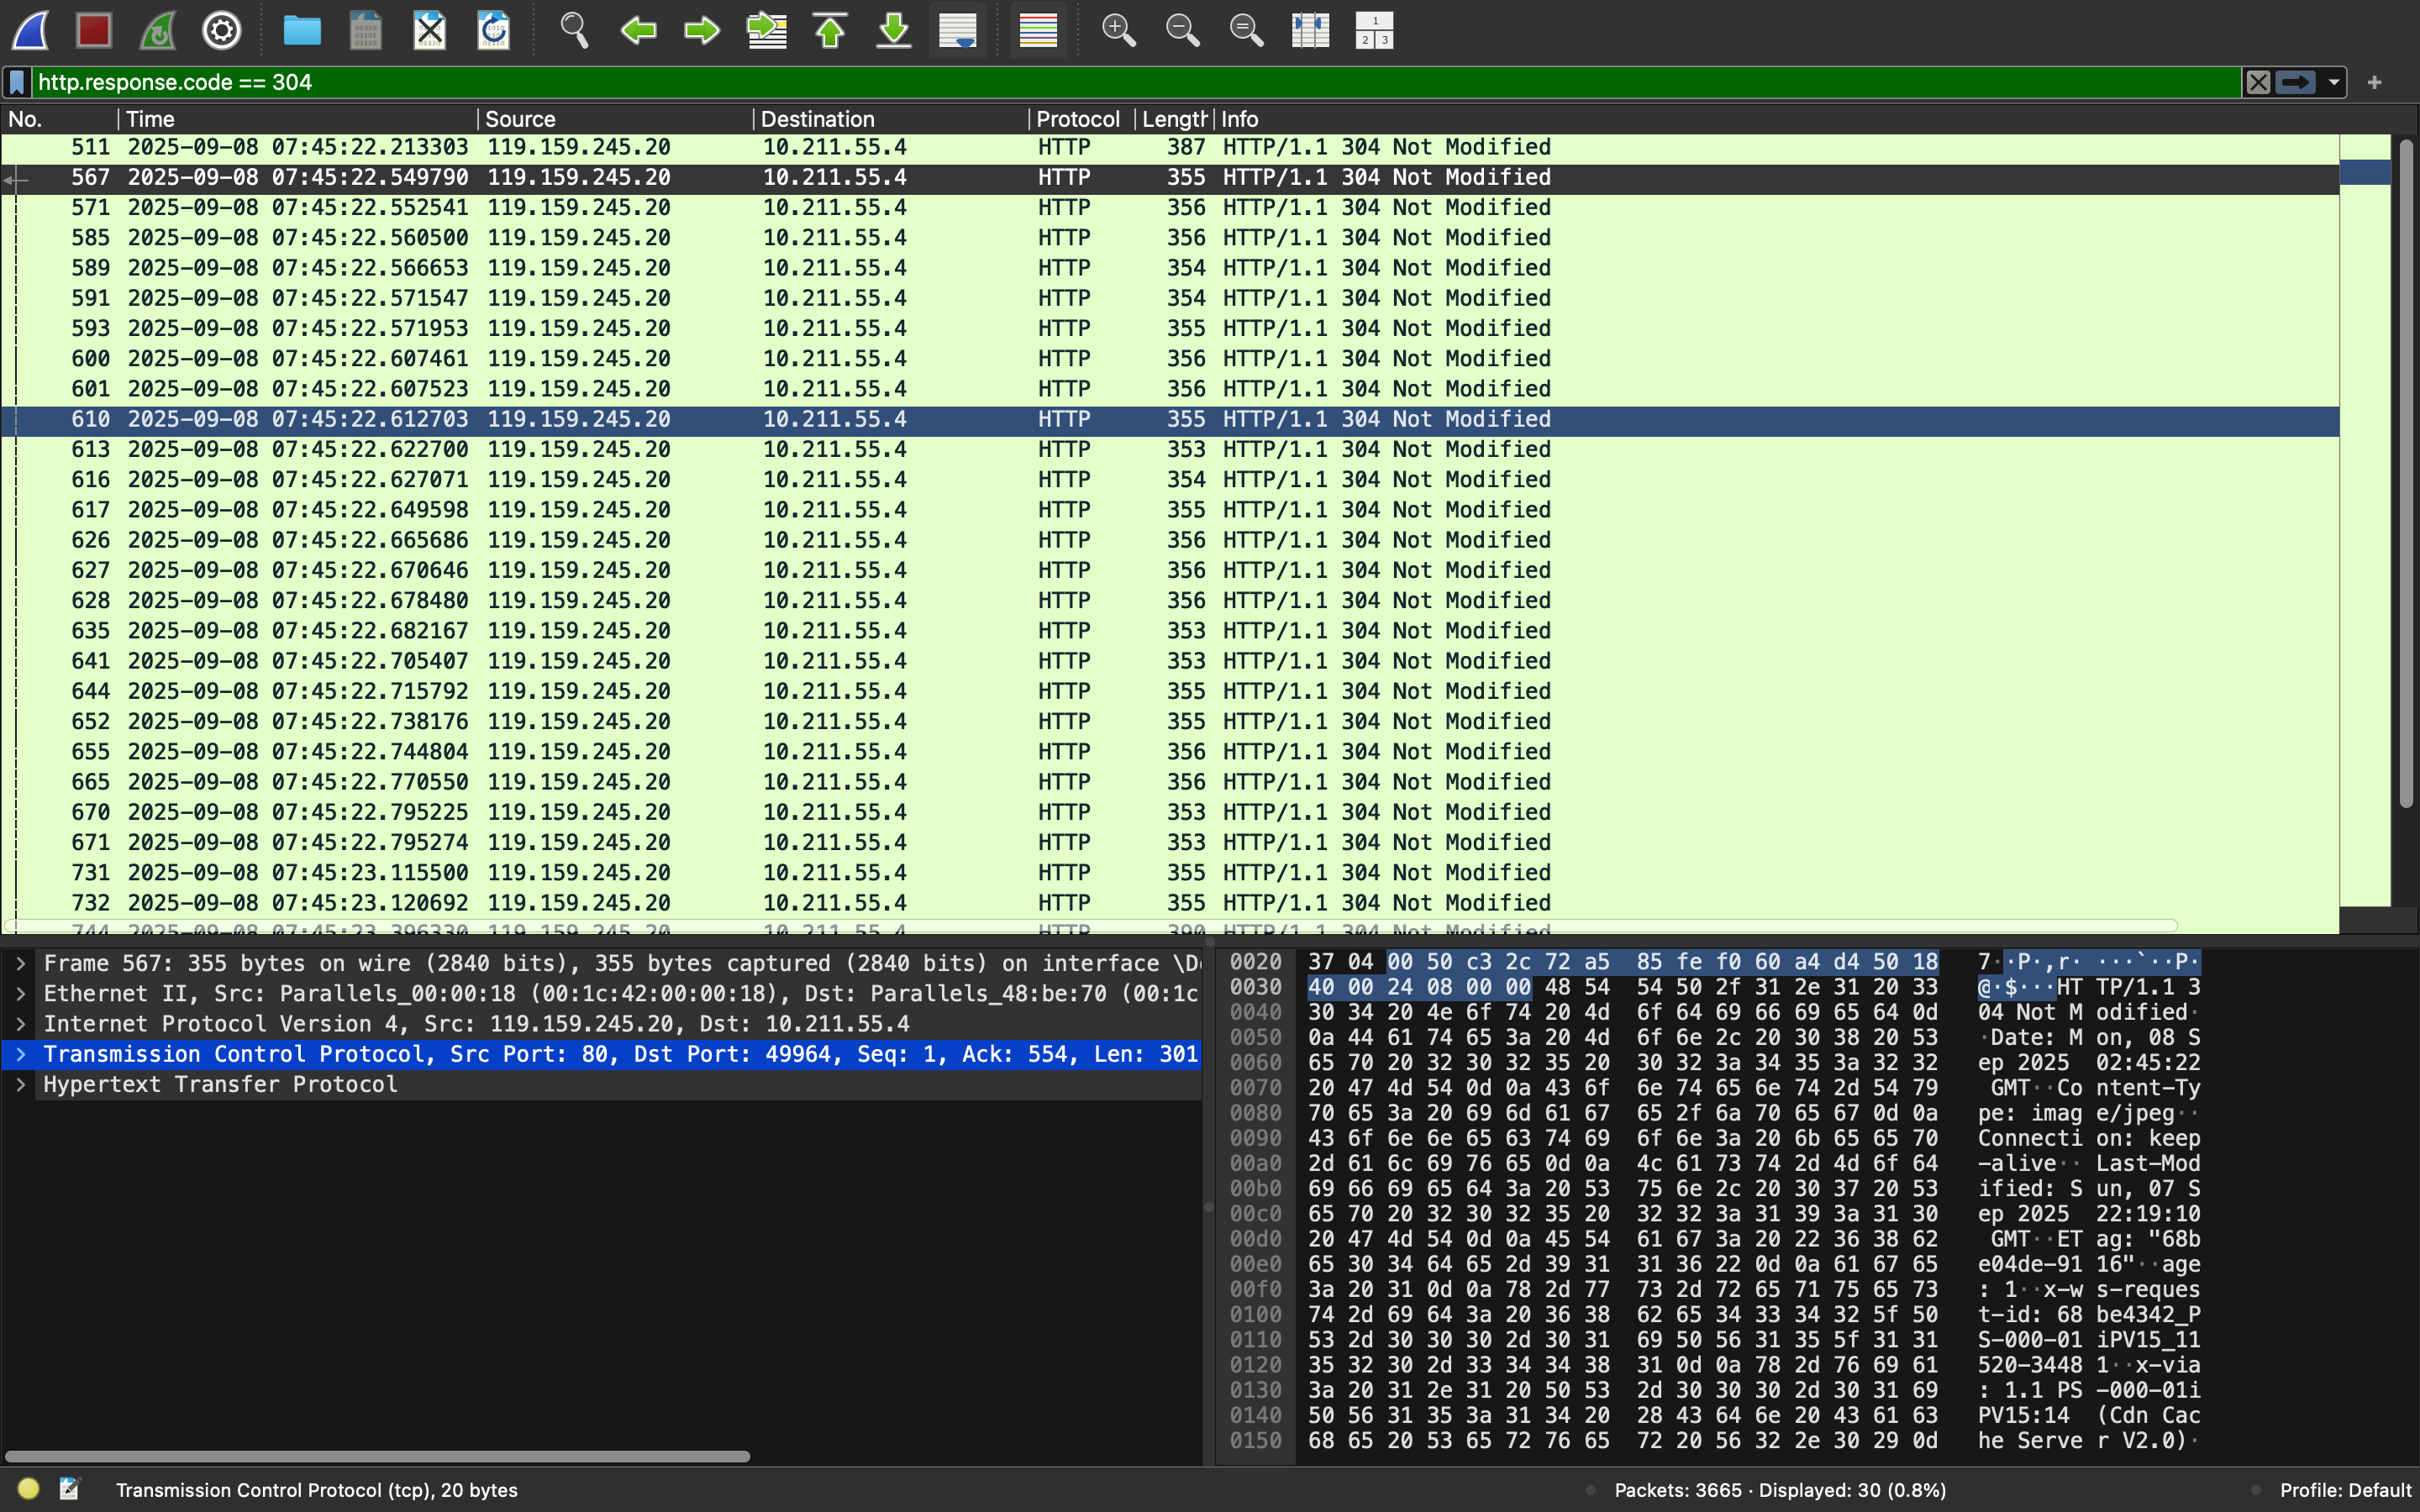 1
2 3
http.response.code == 304
No. Time Source Destination Protocol Length Info
511 2025-09-08 07:45:22.213303 119.159.245.20 10.211.55.4 HTTP 387 HTTP/1.1 304 Not Modified
567 2025-09-08 07:45:22.549790 119.159.245.20 10.211.55.4 HTTP 355 HTTP/1.1 304 Not Modified
571 2025-09-08 07:45:22.552541 119.159.245.20 10.211.55.4 HTTP 356 HTTP/1.1 304 Not Modified
585 2025-09-08 07:45:22.560500 119.159.245.20 10.211.55.4 HTTP 356 HTTP/1.1 304 Not Modified
589 2025-09-08 07:45:22.566653 119.159.245.20 10.211.55.4 HTTP 354 HTTP/1.1 304 Not Modified
591 2025-09-08 07:45:22.571547 119.159.245.20 10.211.55.4 HTTP 354 HTTP/1.1 304 Not Modified
593 2025-09-08 07:45:22.571953 119.159.245.20 10.211.55.4 HTTP 355 HTTP/1.1 304 Not Modified
600 2025-09-08 07:45:22.607461 119.159.245.20 10.211.55.4 HTTP 356 HTTP/1.1 304 Not Modified
601 2025-09-08 07:45:22.607523 119.159.245.20 10.211.55.4 HTTP 356 HTTP/1.1 304 Not Modified
610 2025-09-08 07:45:22.612703 119.159.245.20 10.211.55.4 HTTP 355 HTTP/1.1 304 Not Modified
613 2025-09-08 07:45:22.622700 119.159.245.20 10.211.55.4 HTTP 353 HTTP/1.1 304 Not Modified
616 2025-09-08 07:45:22.627071 119.159.245.20 10.211.55.4 HTTP 354 HTTP/1.1 304 Not Modified
617 2025-09-08 07:45:22.649598 119.159.245.20 10.211.55.4 HTTP 355 HTTP/1.1 304 Not Modified
626 2025-09-08 07:45:22.665686 119.159.245.20 10.211.55.4 HTTP 356 HTTP/1.1 304 Not Modified
627 2025-09-08 07:45:22.670646 119.159.245.20 10.211.55.4 HTTP 356 HTTP/1.1 304 Not Modified
628 2025-09-08 07:45:22.678480 119.159.245.20 10.211.55.4 HTTP 356 HTTP/1.1 304 Not Modified
635 2025-09-08 07:45:22.682167 119.159.245.20 10.211.55.4 HTTP 353 HTTP/1.1 304 Not Modified
641 2025-09-08 07:45:22.705407 119.159.245.20 10.211.55.4 HTTP 353 HTTP/1.1 304 Not Modified
644 2025-09-08 07:45:22.715792 119.159.245.20 10.211.55.4 HTTP 355 HTTP/1.1 304 Not Modified
652 2025-09-08 07:45:22.738176 119.159.245.20 10.211.55.4 HTTP 355 HTTP/1.1 304 Not Modified
655 2025-09-08 07:45:22.744804 119.159.245.20 10.211.55.4 HTTP 356 HTTP/1.1 304 Not Modified
665 2025-09-08 07:45:22.770550 119.159.245.20 10.211.55.4 HTTP 356 HTTP/1.1 304 Not Modified
670 2025-09-08 07:45:22.795225 119.159.245.20 10.211.55.4 HTTP 353 HTTP/1.1 304 Not Modified
671 2025-09-08 07:45:22.795274 119.159.245.20 10.211.55.4 HTTP 353 HTTP/1.1 304 Not Modified
731 2025-09-08 07:45:23.115500 119.159.245.20 10.211.55.4 HTTP 355 HTTP/1.1 304 Not Modified
732 2025-09-08 07:45:23.120692 119.159.245.20 10.211.55.4 HTTP 355 HTTP/1.1 304 Not Modified
Frame 567: 355 bytes on wire (2840 bits), 355 bytes captured (2840 bits) on interface \D
Ethernet II, Src: Parallels_00:00:18 (00:1c:42:00:00:18), Dst: Parallels_48:be:70 (00:1c
Internet Protocol Version 4, Src: 119.159.245.20, Dst: 10.211.55.4
Transmission Control Protocol, Src Port: 80, Dst Port: 49964, Seq: 1, Ack: 554, Len: 301
Hypertext Transfer Protocol
0020 37 04 00 50 c3 2c 72 a5 85 fe f0 60 a4 d4 50 18 7··P·,r· ···`··P·
0030 40 00 24 08 00 00 48 54 54 50 2f 31 2e 31 20 33 @·$···HT TP/1.1 3
0040 30 34 20 4e 6f 74 20 4d 6f 64 69 66 69 65 64 0d 04 Not M odified·
0050 0a 44 61 74 65 3a 20 4d 6f 6e 2c 20 30 38 20 53 ·Date: M on, 08 S
0060 65 70 20 32 30 32 35 20 30 32 3a 34 35 3a 32 32 ep 2025 02:45:22
0070 20 47 4d 54 0d 0a 43 6f 6e 74 65 6e 74 2d 54 79 GMT··Co ntent-Ty
0080 70 65 3a 20 69 6d 61 67 65 2f 6a 70 65 67 0d 0a pe: imag e/jpeg··
0090 43 6f 6e 6e 65 63 74 69 6f 6e 3a 20 6b 65 65 70 Connecti on: keep
00a0 2d 61 6c 69 76 65 0d 0a 4c 61 73 74 2d 4d 6f 64 -alive·· Last-Mod
00b0 69 66 69 65 64 3a 20 53 75 6e 2c 20 30 37 20 53 ified: S un, 07 S
00c0 65 70 20 32 30 32 35 20 32 32 3a 31 39 3a 31 30 ep 2025 22:19:10
00d0 20 47 4d 54 0d 0a 45 54 61 67 3a 20 22 36 38 62 GMT··ET ag: "68b
00e0 65 30 34 64 65 2d 39 31 31 36 22 0d 0a 61 67 65 e04de-91 16"··age
00f0 3a 20 31 0d 0a 78 2d 77 73 2d 72 65 71 75 65 73 : 1··x-w s-reques
0100 74 2d 69 64 3a 20 36 38 62 65 34 33 34 32 5f 50 t-id: 68 be4342_P
0110 53 2d 30 30 30 2d 30 31 69 50 56 31 35 5f 31 31 S-000-01 iPV15_11
0120 35 32 30 2d 33 34 34 38 31 0d 0a 78 2d 76 69 61 520-3448 1··x-via
0130 3a 20 31 2e 31 20 50 53 2d 30 30 30 2d 30 31 69 : 1.1 PS -000-01i
0140 50 56 31 35 3a 31 34 20 28 43 64 6e 20 43 61 63 PV15:14 (Cdn Cac
0150 68 65 20 53 65 72 76 65 72 20 56 32 2e 30 29 0d he Serve r V2.0)·
Transmission Control Protocol (tcp), 20 bytes
Packets: 3665 · Displayed: 30 (0.8%)
Profile: Default